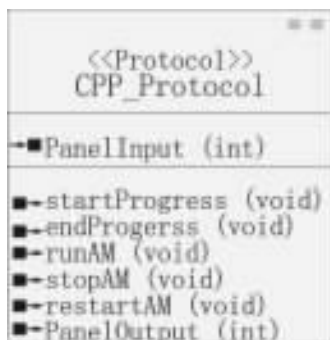 <<Protocol>>
CPP_Protocol
PanelInput (int)
startProgress (void)
endProgerss (void)
runAM (void)
stopAM (void)
restartAM (void)
PanelOutput (int)